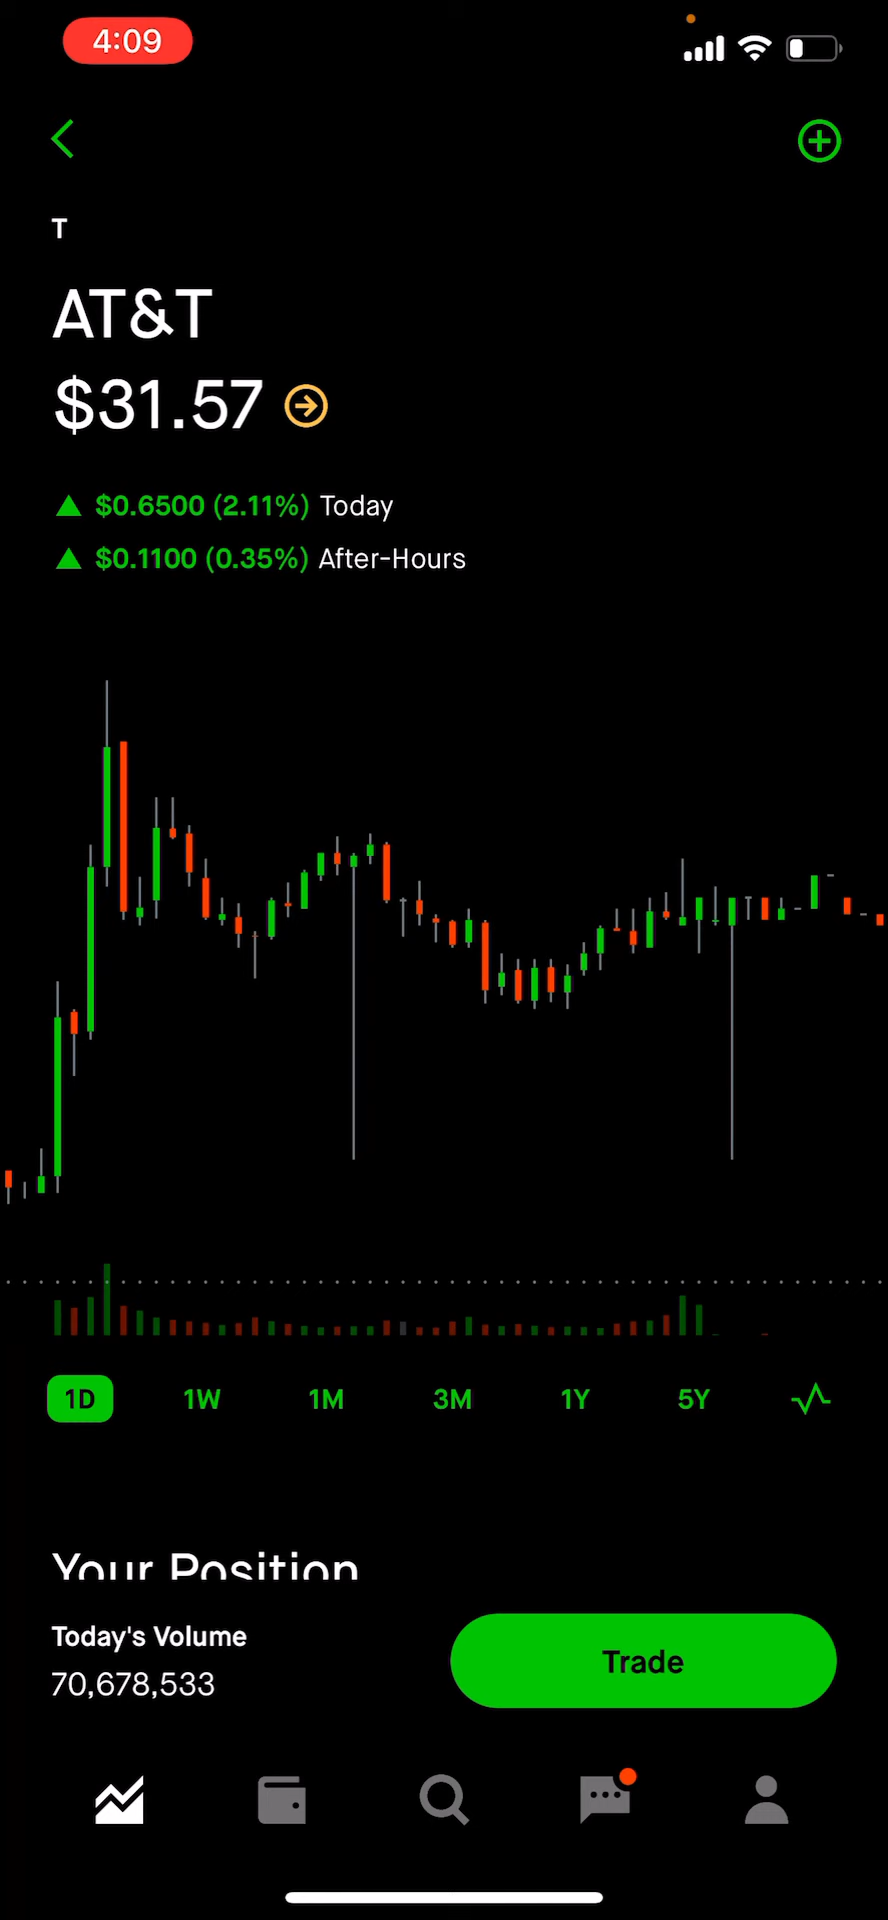 4:09
T
AT&T
$31.57
$0.6500 (2.11%) Today
$0.1100 (0.35%) After-Hours
1D 1W 1M 3M 1Y 5Y
Your Position
Today's Volume
70,678,533
Trade